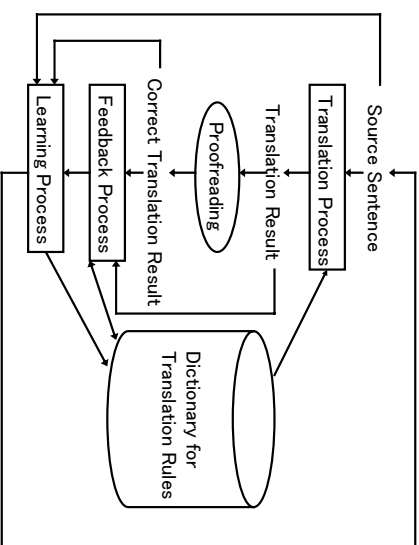 Source Sentence
Translation Process
Translation Result
Proofreading
Correct Translation Result
Feedback Process
Learning Process
Dictionary for
Translation Rules